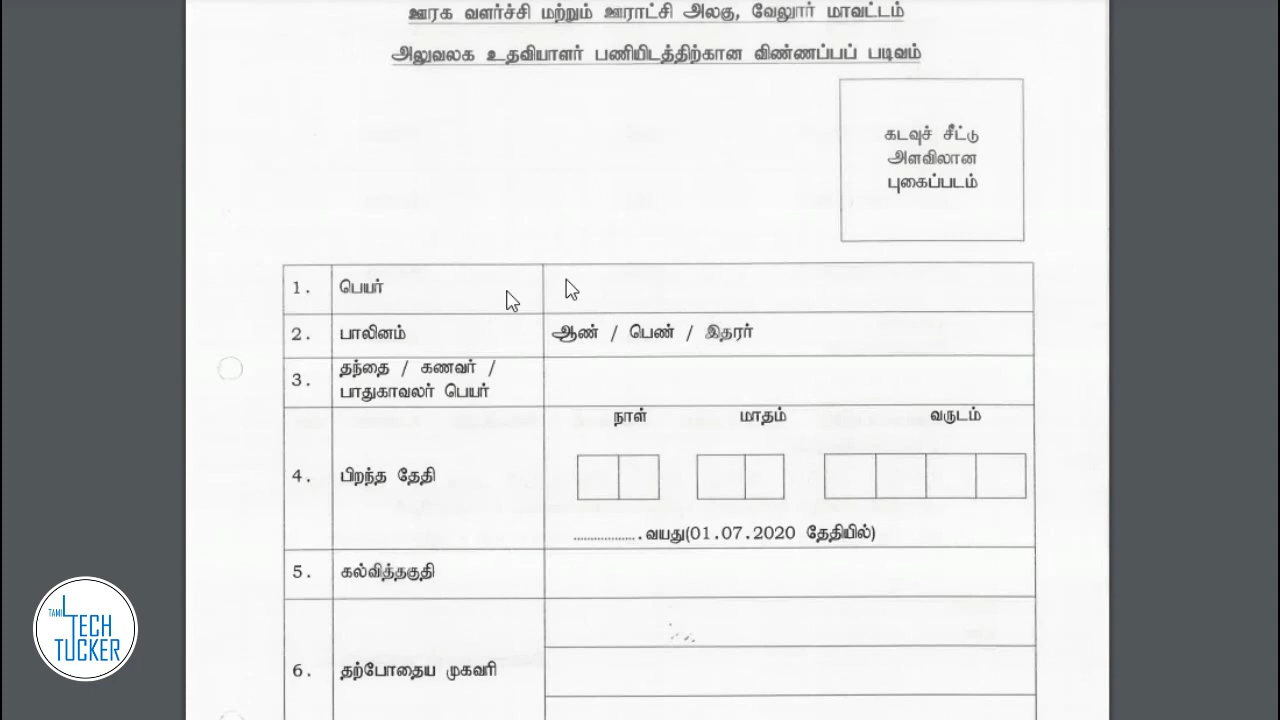 ஊரக வளர்ச்சி மற்றும் ஊராட்சி அலகு, வேலூர் மாவட்டம்
அலுவலக உதவியாளர் பணியிடத்திற்கான விண்ணப்பப் படிவம்
கடவுச் சீட்டு
அளவிலான
புகைப்படம்
1. பெயர்
2. பாலினம் ஆண் / பெண் / இதரர்
3. தந்தை / கணவர் /
பாதுகாவலர் பெயர்
நாள் மாதம் வருடம்
4. பிறந்த தேதி
..................வயது(01.07.2020 தேதியில்)
5. கல்வித்தகுதி
6. தற்போதைய முகவரி
TAMIL
TECH
TUCKER